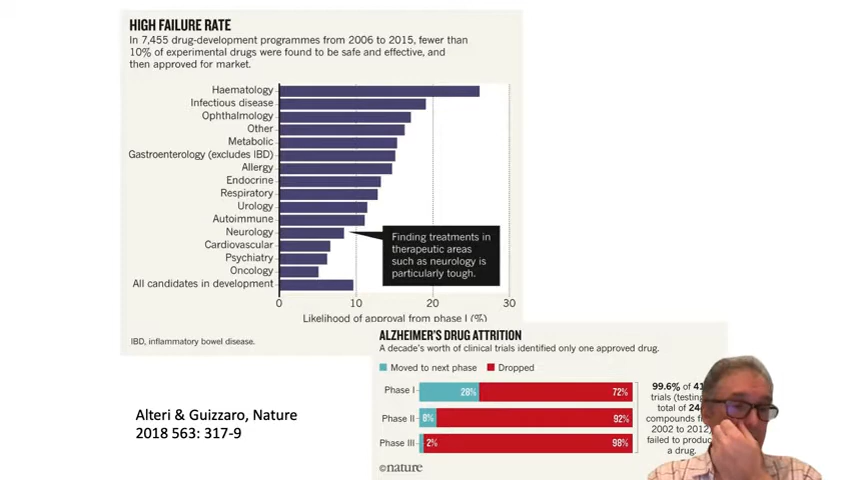 HIGH FAILURE RATE
In 7,455 drug-development programmes from 2006 to 2015, fewer than
10% of experimental drugs were found to be safe and effective, and
then approved for market.
Haematology
Infectious disease
Ophthalmology
Other
Metabolic
Gastroenterology (excludes IBD)
Allergy
Endocrine
Respiratory
Urology
Autoimmune
Neurology
Cardiovascular
Psychiatry
Oncology
All candidates in development
Finding treatments in
therapeutic areas
such as neurology is
particularly tough.
0 10 20 30
Likelihood of approval from phase I (%)
IBD, inflammatory bowel disease.
ALZHEIMER'S DRUG ATTRITION
A decade's worth of clinical trials identified only one approved drug.
Moved to next phase Dropped
Phase I 28% 72%
Phase II 8% 92%
Phase III 2% 98%
99.6% of
trials (testing
total of
compounds
2002 to 2012)
failed to produce
a drug.
©nature
Alteri & Guizzaro, Nature
2018 563: 317-9